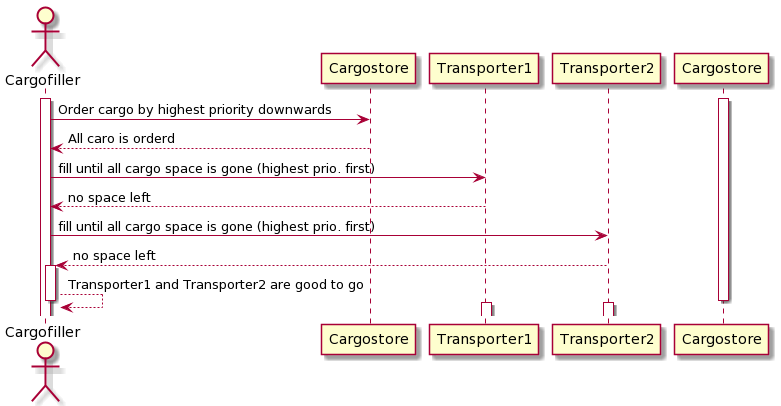 Cargofiller
Cargostore
Transporter1
Transporter2
Cargostore
Order cargo by highest priority downwards
All caro is orderd
fill until all cargo space is gone (highest prio. first)
no space left
fill until all cargo space is gone (highest prio. first)
no space left
Transporter1 and Transporter2 are good to go
Cargofiller
Cargostore
Transporter1
Transporter2
Cargostore